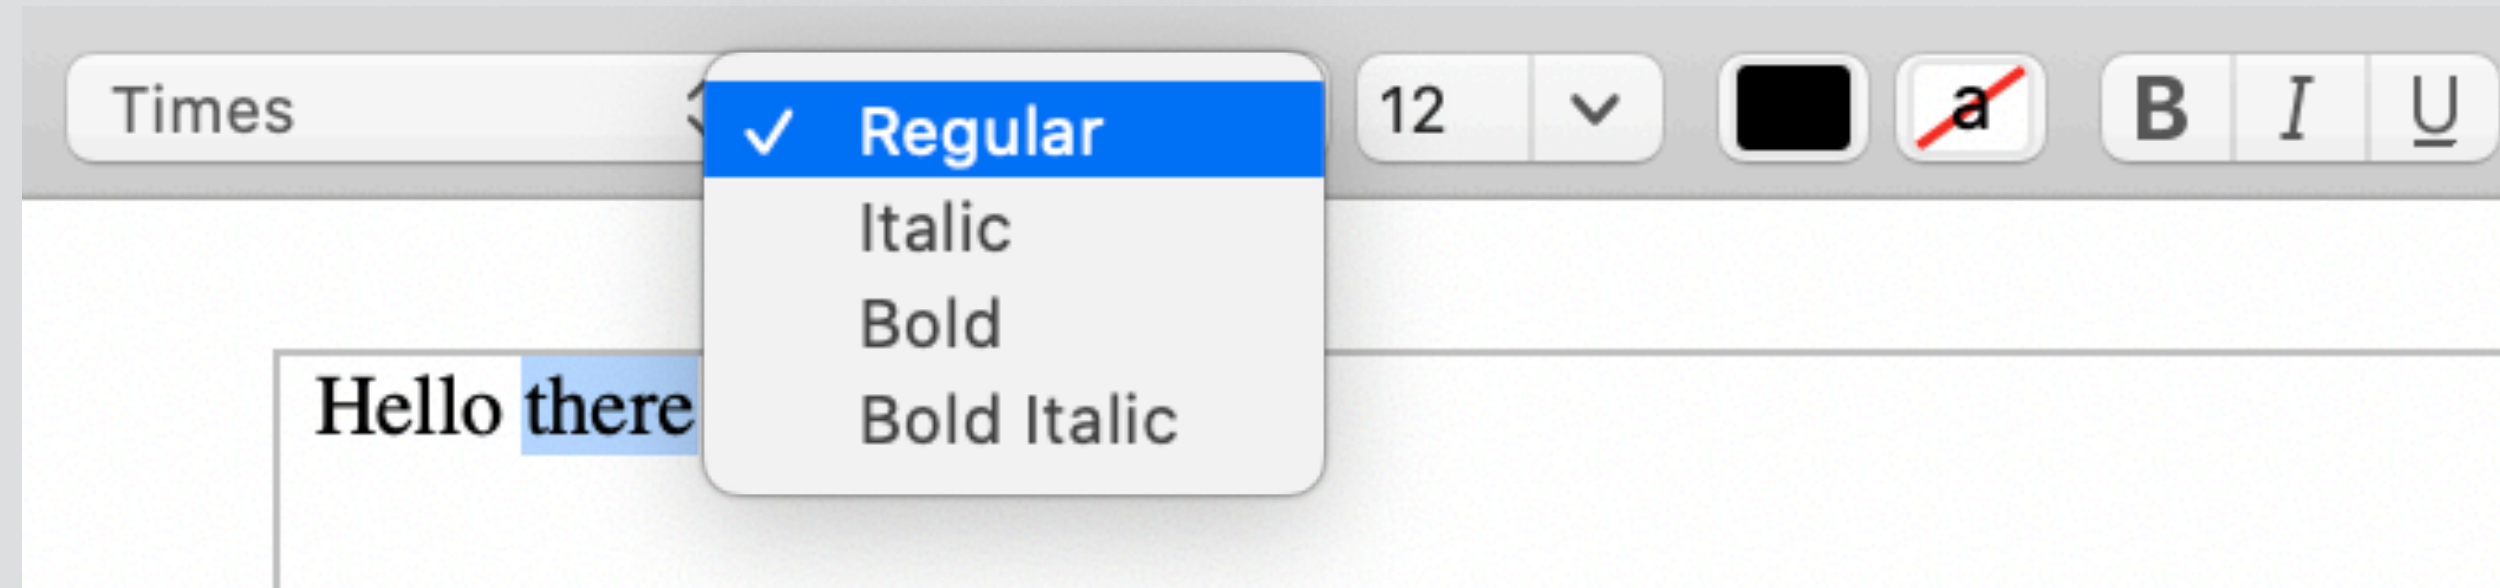 Times Regular 12 a B I U
Italic
Bold
Bold Italic
Hello there